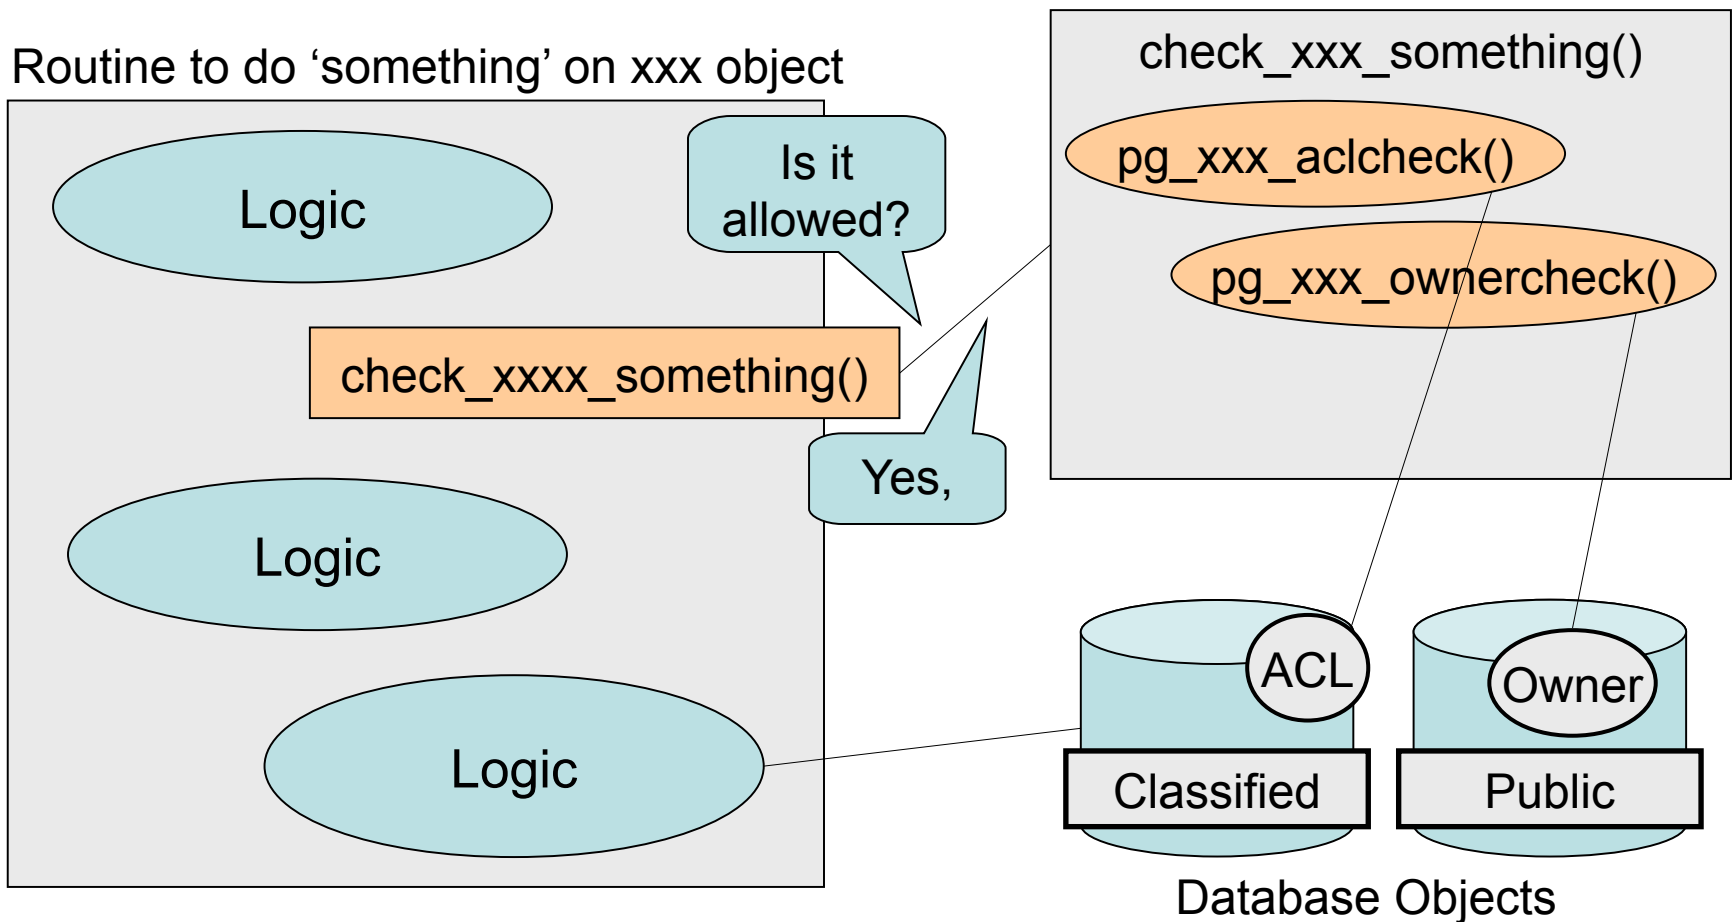 Routine to do ‘something’ on xxx object
Logic
Is it
allowed?
check_xxxx_something()
Yes,
Logic
Logic
check_xxx_something()
pg_xxx_aclcheck()
pg_xxx_ownercheck()
ACL
Owner
Classified
Public
Database Objects